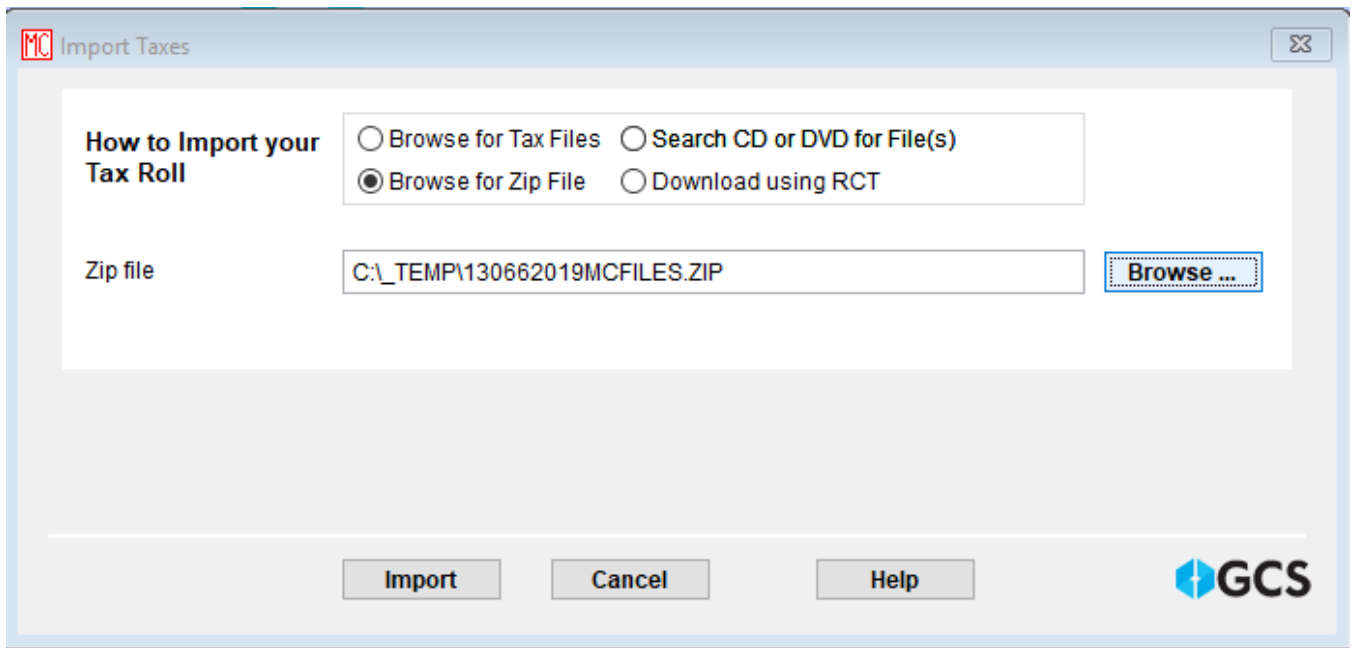 MC Import Taxes
How to Import your
Tax Roll
Browse for Tax Files Search CD or DVD for File(s)
Browse for Zip File Download using RCT
Zip file C:\_TEMP\130662019MCFILES.ZIP Browse ...
Import Cancel Help GCS